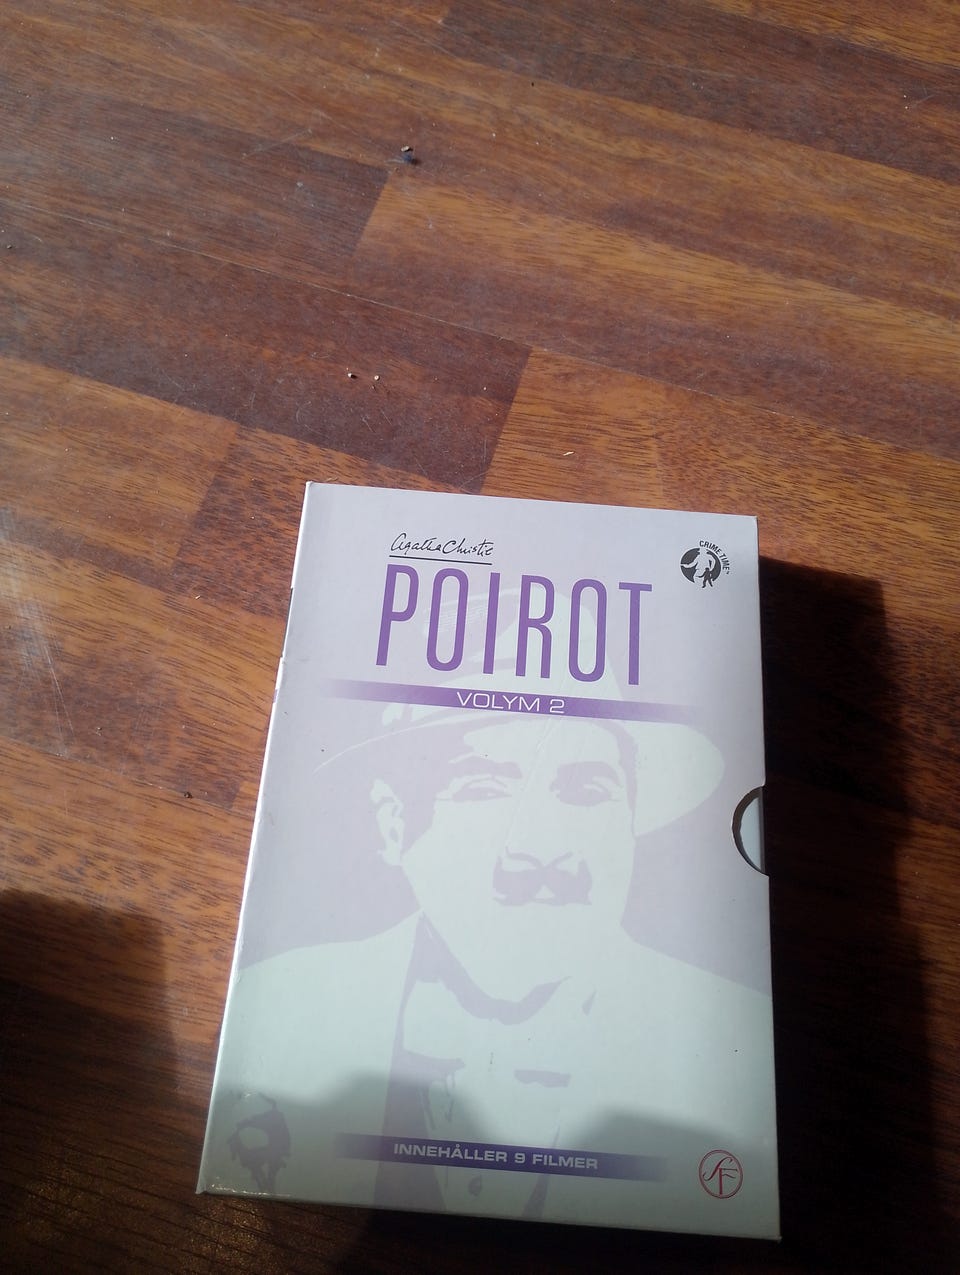 Agatha Christie
CRIME TIME
POIROT
VOLYM 2
INNEHÅLLER 9 FILMER
SF